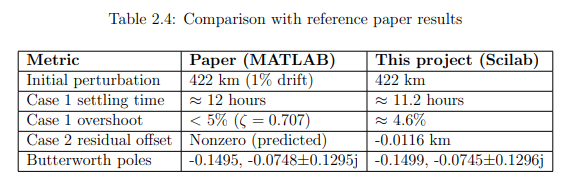 Table 2.4: Comparison with reference paper results
Metric Paper (MATLAB) This project (Scilab)
Initial perturbation 422 km (1% drift) 422 km
Case 1 settling time ≈ 12 hours ≈ 11.2 hours
Case 1 overshoot < 5% (ζ = 0.707) ≈ 4.6%
Case 2 residual offset Nonzero (predicted) -0.0116 km
Butterworth poles -0.1495, -0.0748±0.1295j -0.1499, -0.0745±0.1296j